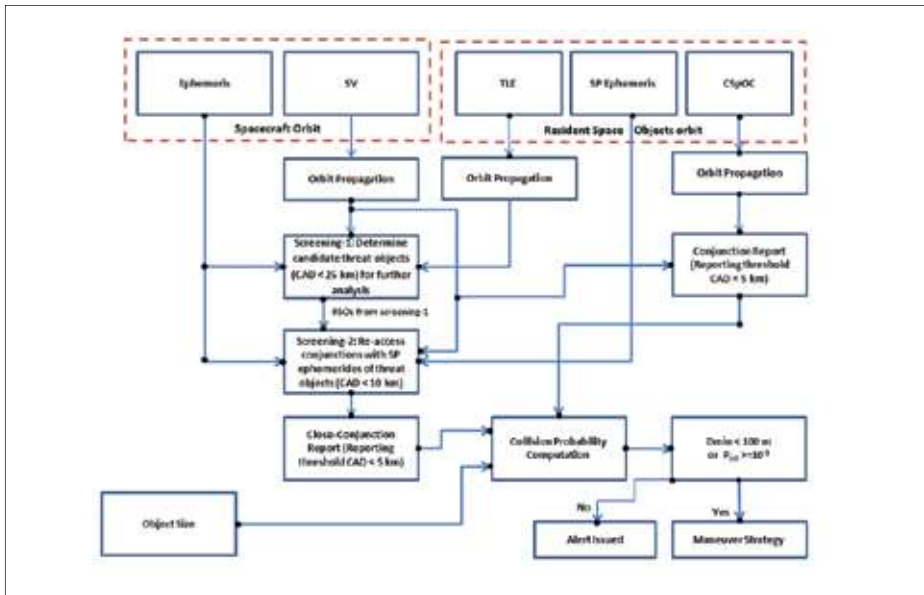 Ephemeris
SV
Spacecraft Orbit
TLE
SP Ephemeris
CSpOC
Resident Space Objects orbit
Orbit Propagation
Orbit Propagation
Orbit Propagation
Screening-1: Determine
candidate threat objects
(CAD < 25 km) for further
analysis
Conjunction Report
(Reporting threshold
CAD < 5 km)
RSOs from screening-1
Screening-2: Re-access
conjunctions with SP
ephemerides of threat
objects (CAD < 10 km)
Close-Conjunction
Report (Reporting
threshold CAD < 5 km)
Collision Probability
Computation
Dmin < 100 m
or
Object Size
No
Yes
Alert Issued
Maneuver Strategy